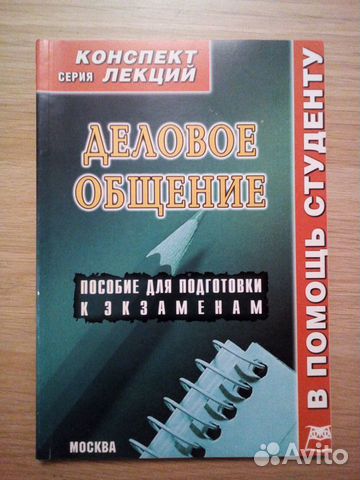 КОНСПЕКТ
СЕРИЯ ЛЕКЦИЙ
ДЕЛОВОЕ
ОБЩЕНИЕ
ПОСОБИЕ ДЛЯ ПОДГОТОВКИ
К ЭКЗАМЕНАМ
МОСКВА
В ПОМОЩЬ СТУДЕНТУ
Avito